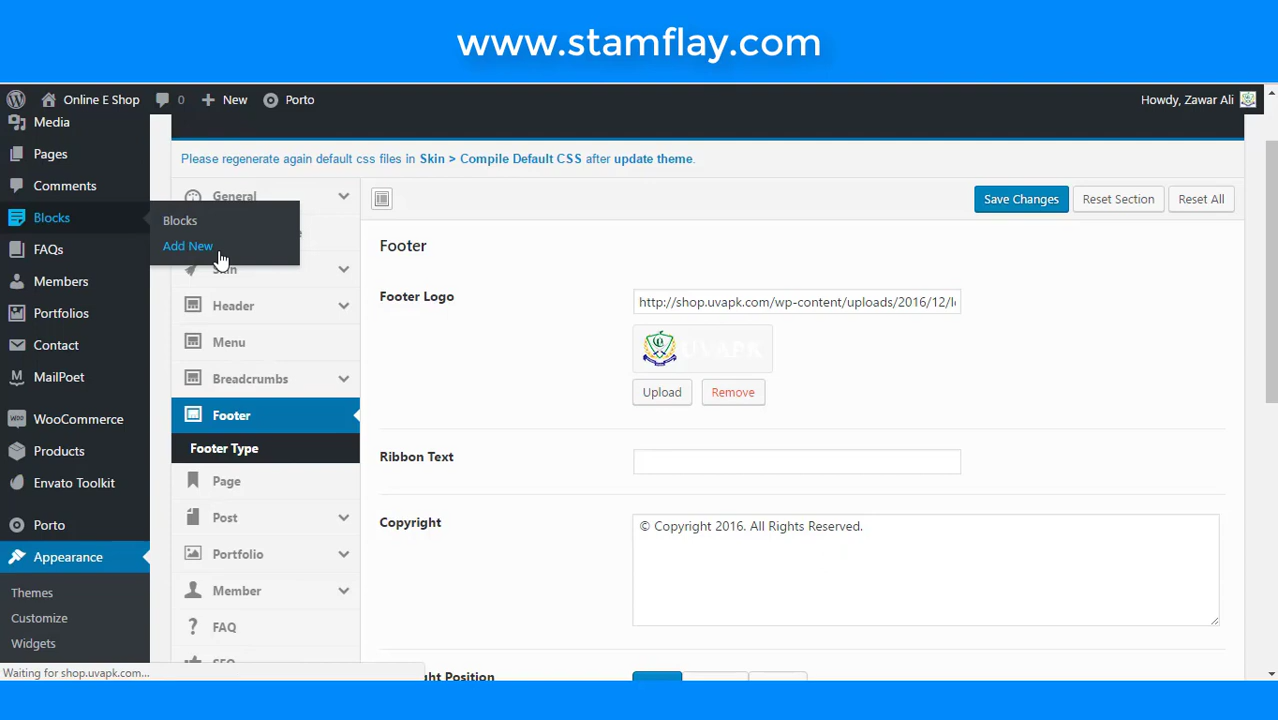 www.stamflay.com
Online E Shop 0 New Porto Howdy, Zawar Ali
Media
Pages
Comments
Blocks
FAQs
Members
Portfolios
Contact
MailPoet
WooCommerce
Products
Envato Toolkit
Porto
Appearance
Themes
Customize
Widgets
Blocks
Add New
Please regenerate again default css files in Skin > Compile Default CSS after update theme.
General
Skin
Header
Menu
Breadcrumbs
Footer
Footer Type
Page
Post
Portfolio
Member
FAQ
SEO
Save Changes Reset Section Reset All
Footer
Footer Logo http://shop.uvapk.com/wp-content/uploads/2016/12/l
UVAPK
Upload Remove
Ribbon Text
Copyright © Copyright 2016. All Rights Reserved.
Position
Waiting for shop.uvapk.com...